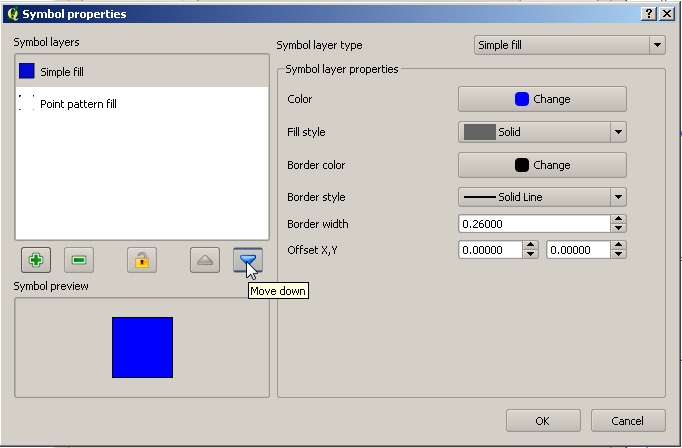 Symbol properties
Symbol layers
Simple fill
Point pattern fill
Move down
Symbol preview
Symbol layer type
Simple fill
Symbol layer properties
Color
Change
Fill style
Solid
Border color
Change
Border style
Solid Line
Border width
0.26000
Offset X,Y
0.00000
0.00000
OK
Cancel